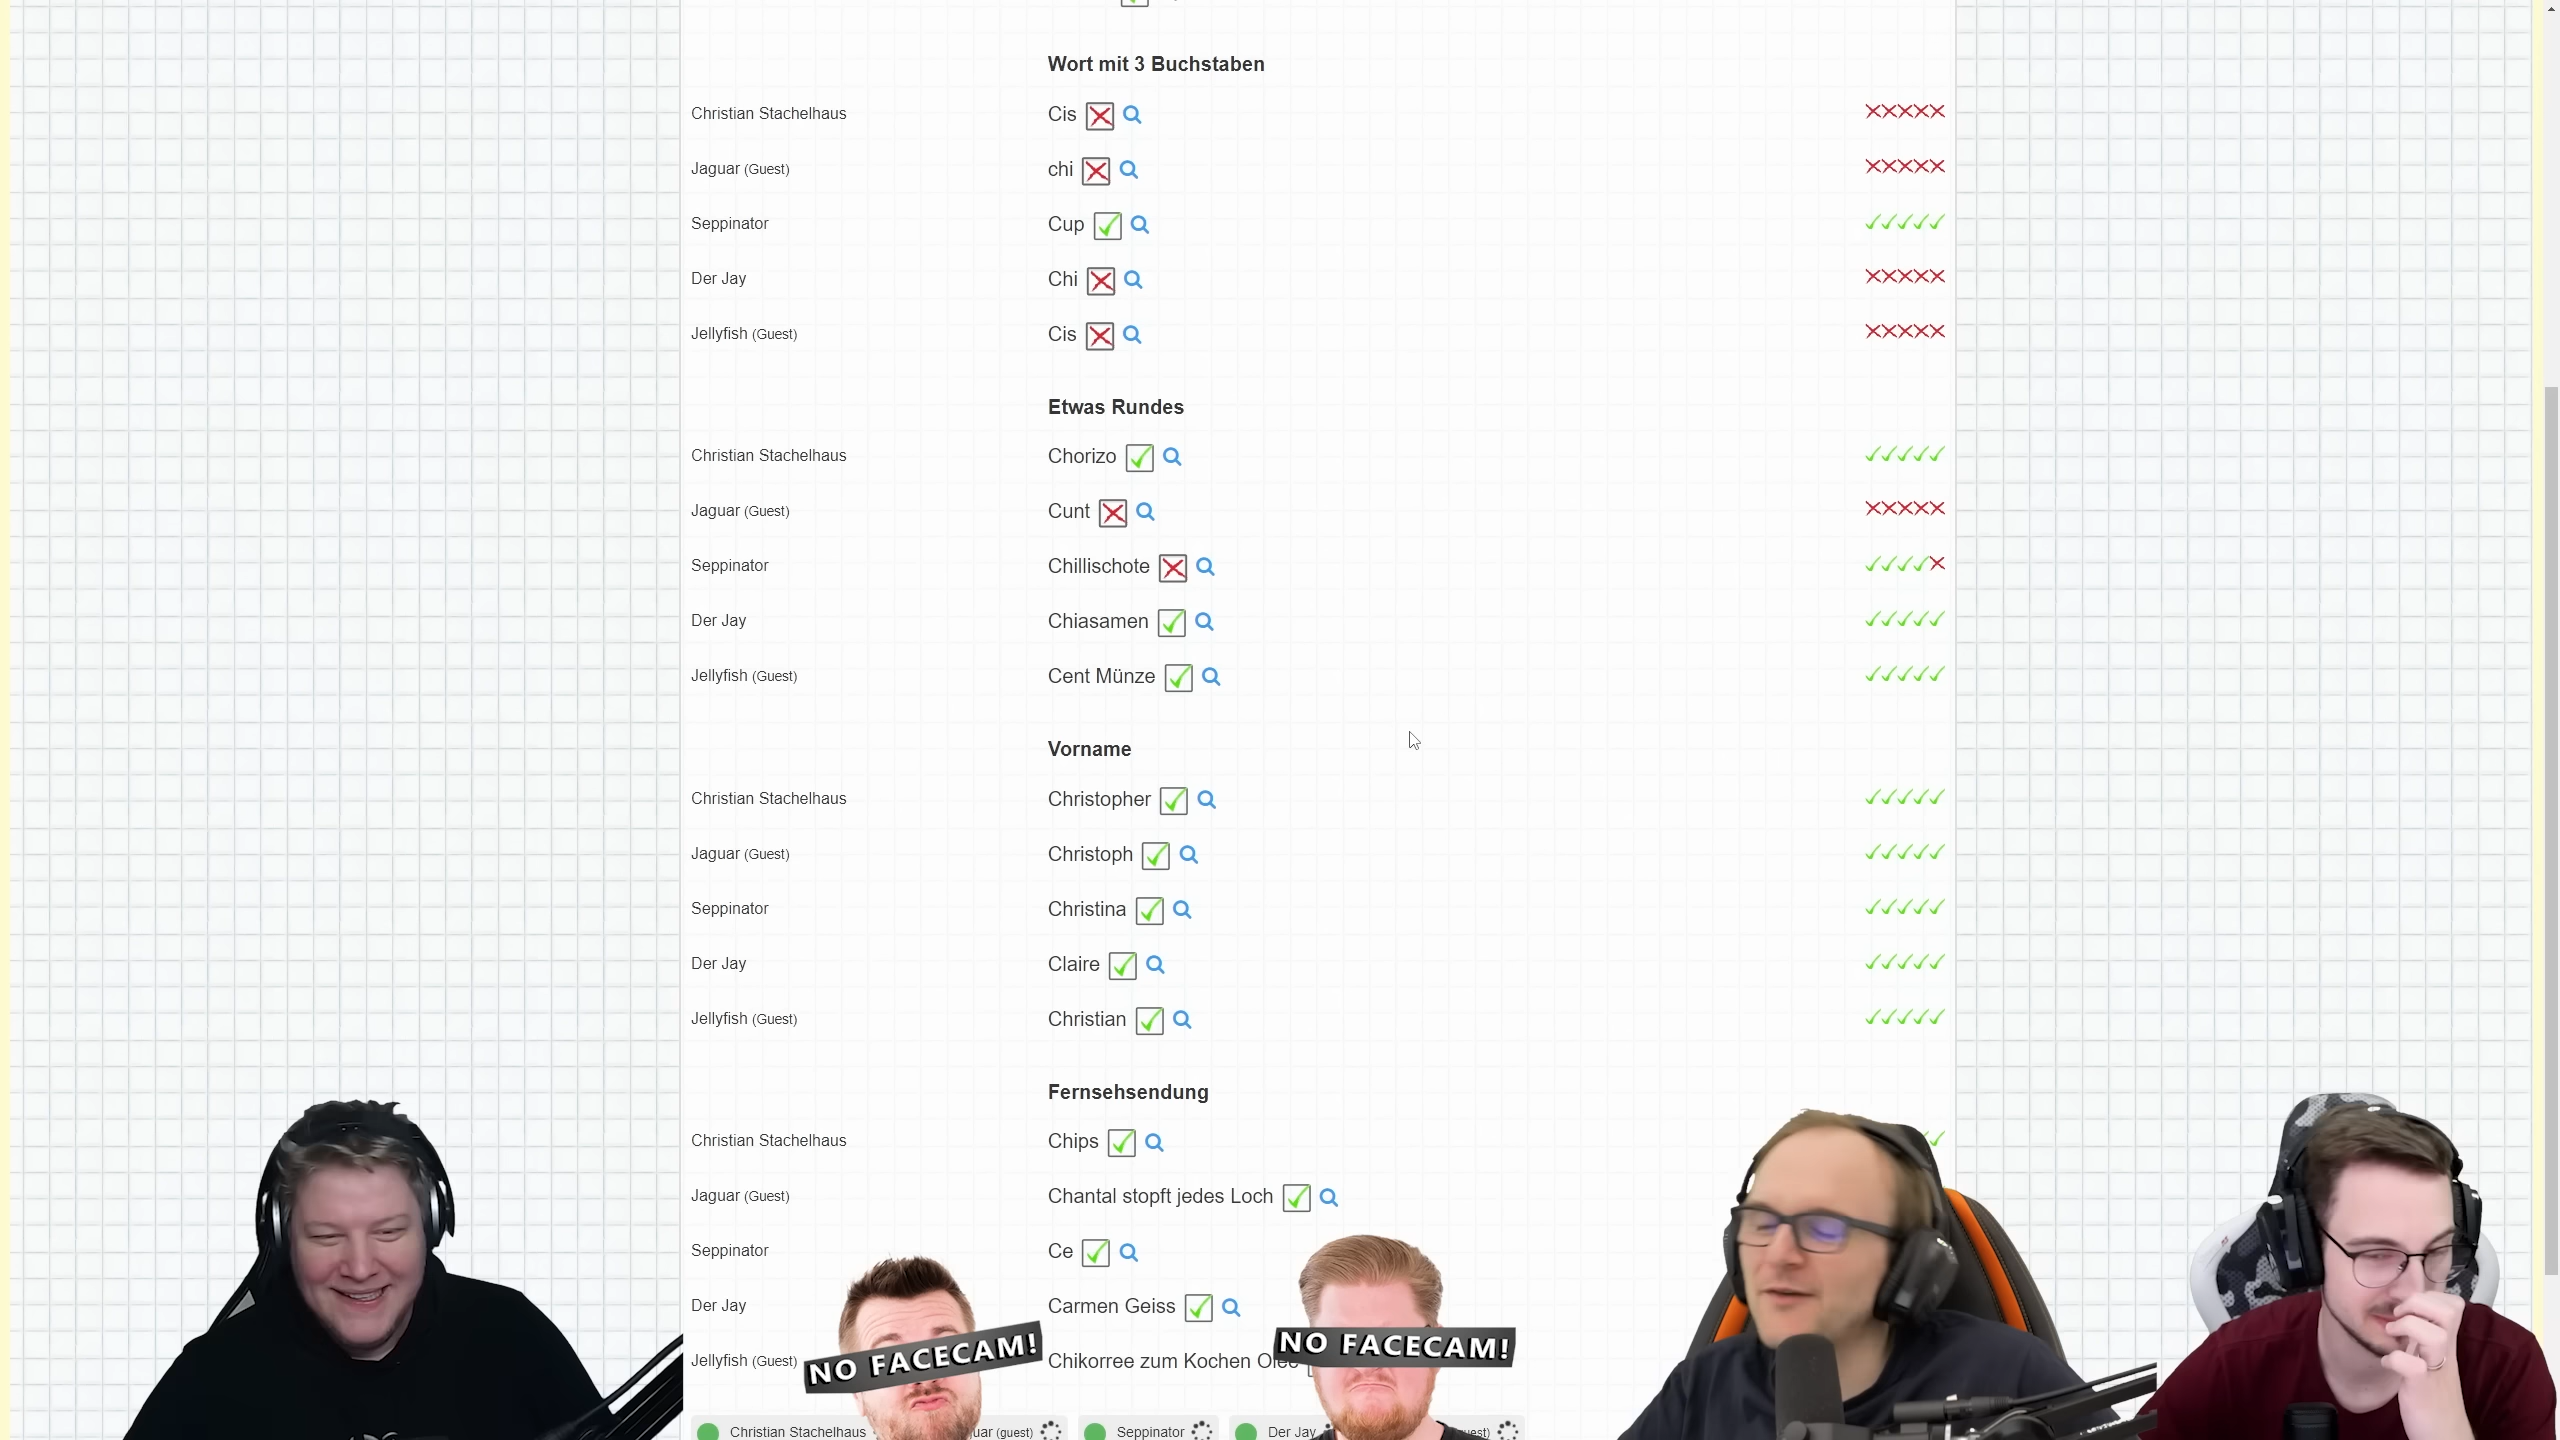 Wort mit 3 Buchstaben
Christian Stachelhaus Cis
Jaguar (Guest) chi
Seppinator Cup
Der Jay Chi
Jellyfish (Guest) Cis
Etwas Rundes
Christian Stachelhaus Chorizo
Jaguar (Guest) Cunt
Seppinator Chillischote
Der Jay Chiasamen
Jellyfish (Guest) Cent Münze
Vorname
Christian Stachelhaus Christopher
Jaguar (Guest) Christoph
Seppinator Christina
Der Jay Claire
Jellyfish (Guest) Christian
Fernsehsendung
Christian Stachelhaus Chips
Jaguar (Guest) Chantal stopft jedes Loch
Seppinator Ce
Der Jay Carmen Geiss
Jellyfish (Guest) Chikorree zum Kochen
NO FACECAM!
NO FACECAM!
Christian Stachelhaus (guest) Seppinator Der Jay